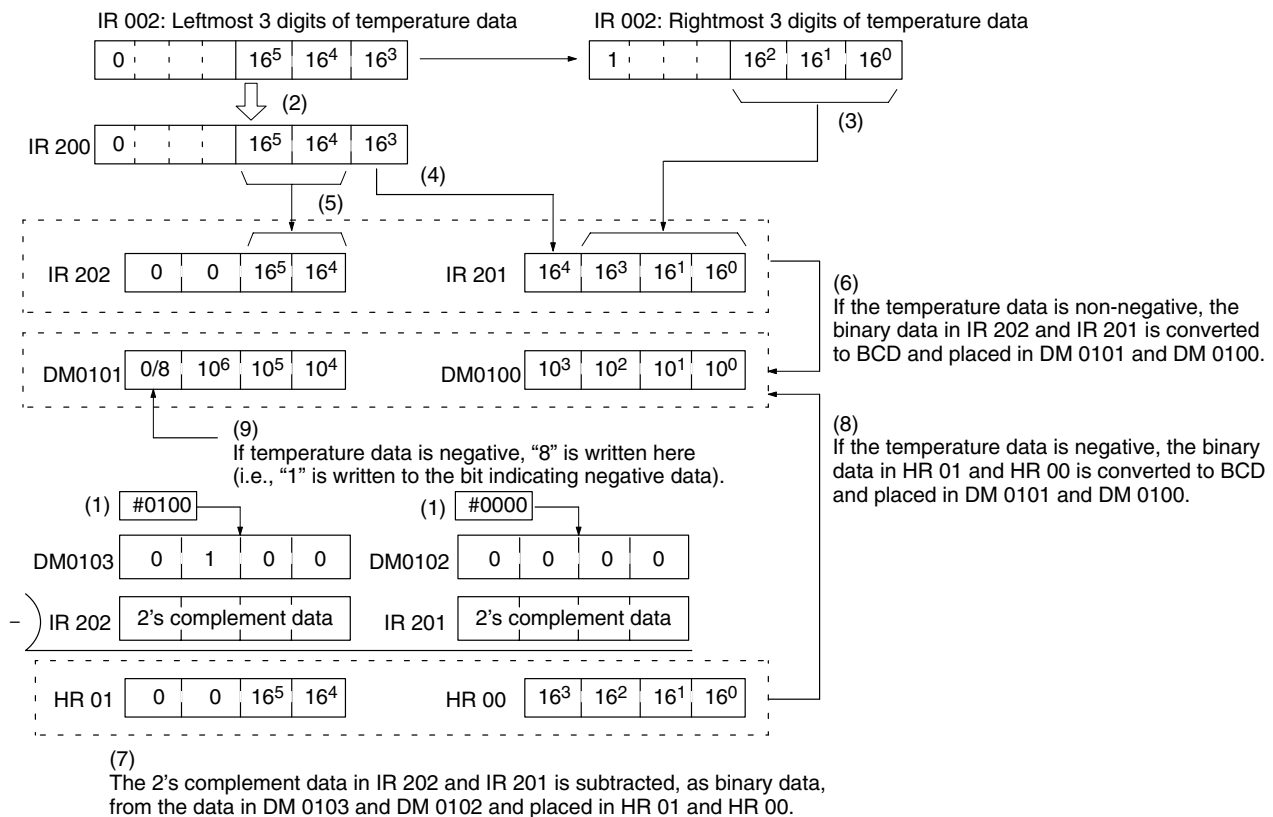 IR 002: Leftmost 3 digits of temperature data
IR 002: Rightmost 3 digits of temperature data
0 16⁵ 16⁴ 16³
1 16² 16¹ 16⁰
(2)
(3)
IR 200 0 16⁵ 16⁴ 16³
(4)
(5)
IR 202 0 0 16⁵ 16⁴
IR 201 16⁴ 16³ 16¹ 16⁰
(6)
If the temperature data is non-negative, the
binary data in IR 202 and IR 201 is converted
to BCD and placed in DM 0101 and DM 0100.
DM0101 0/8 10⁶ 10⁵ 10⁴
DM0100 10³ 10² 10¹ 10⁰
(9)
If temperature data is negative, “8” is written here
(i.e., “1” is written to the bit indicating negative data).
(8)
If the temperature data is negative, the binary
data in HR 01 and HR 00 is converted to BCD
and placed in DM 0101 and DM 0100.
(1) #0100
(1) #0000
DM0103 0 1 0 0
DM0102 0 0 0 0
– IR 202 2's complement data
IR 201 2's complement data
HR 01 0 0 16⁵ 16⁴
HR 00 16³ 16² 16¹ 16⁰
(7)
The 2's complement data in IR 202 and IR 201 is subtracted, as binary data,
from the data in DM 0103 and DM 0102 and placed in HR 01 and HR 00.